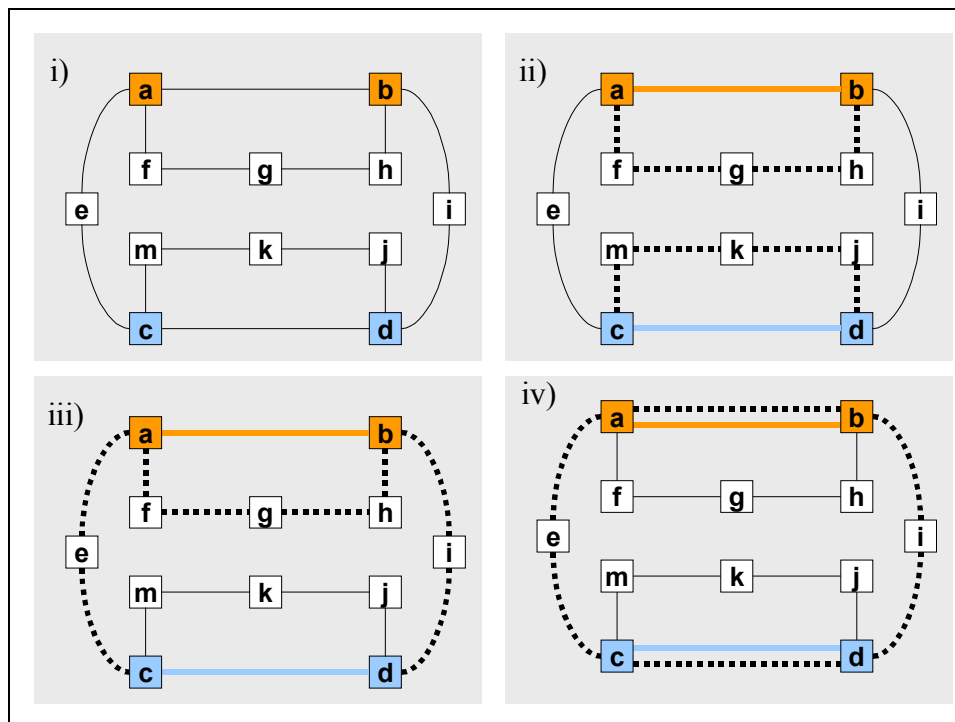 i)
a b
f g h
e i
m k j
c d
ii)
a b
f g h
e i
m k j
c d
iii)
a b
f g h
e i
m k j
c d
iv)
a b
f g h
e i
m k j
c d